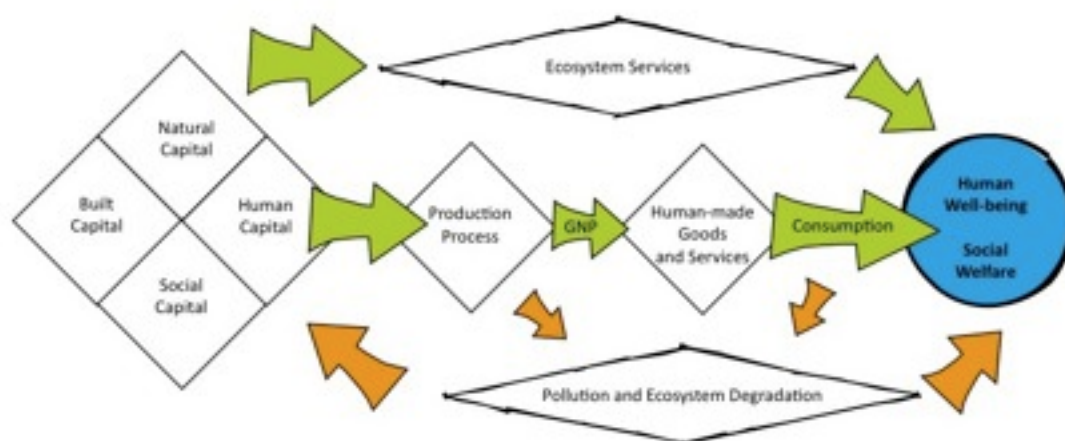 Ecosystem Services
Natural
Capital
Built
Capital
Human
Capital
Social
Capital
Production
Process
GNP
Human-made
Goods
and Services
Consumption
Human
Well-being
Social
Welfare
Pollution and Ecosystem Degradation